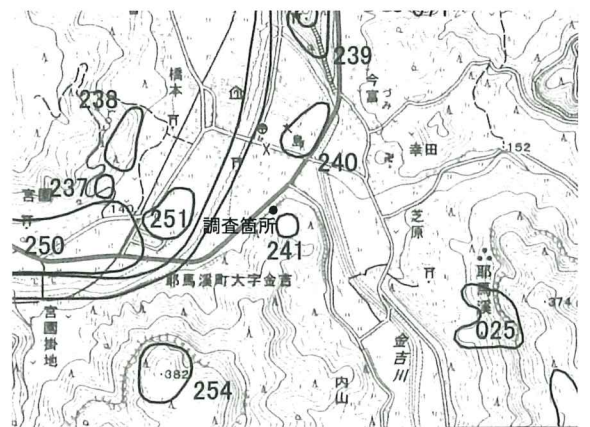 239
橋本
今富
づみ
238
島
240
幸田
152
宮園
237
140
251
調査箇所
芝原
250
241
耶馬溪町大字金吉
耶馬溪
374
宮園掛地
025
金吉川
382
254
内山